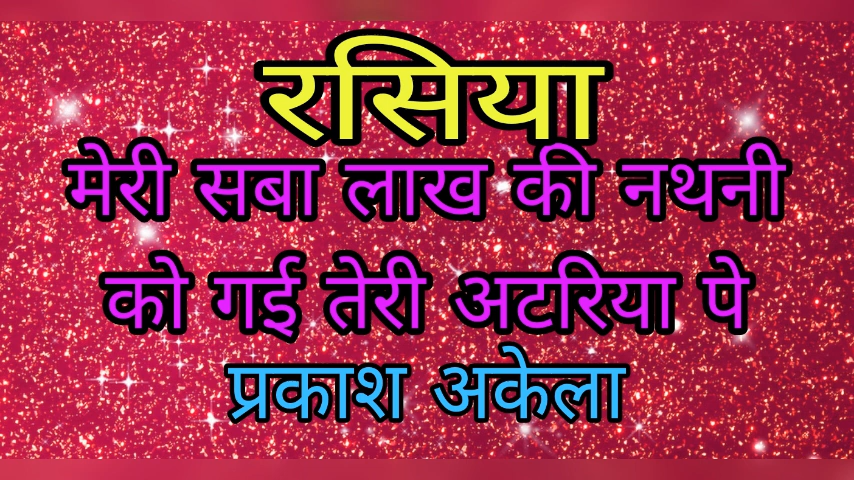 रसिया
मेरी सबा लाख की नथनी
को गई तेरी अटरिया पे
प्रकाश अकेला